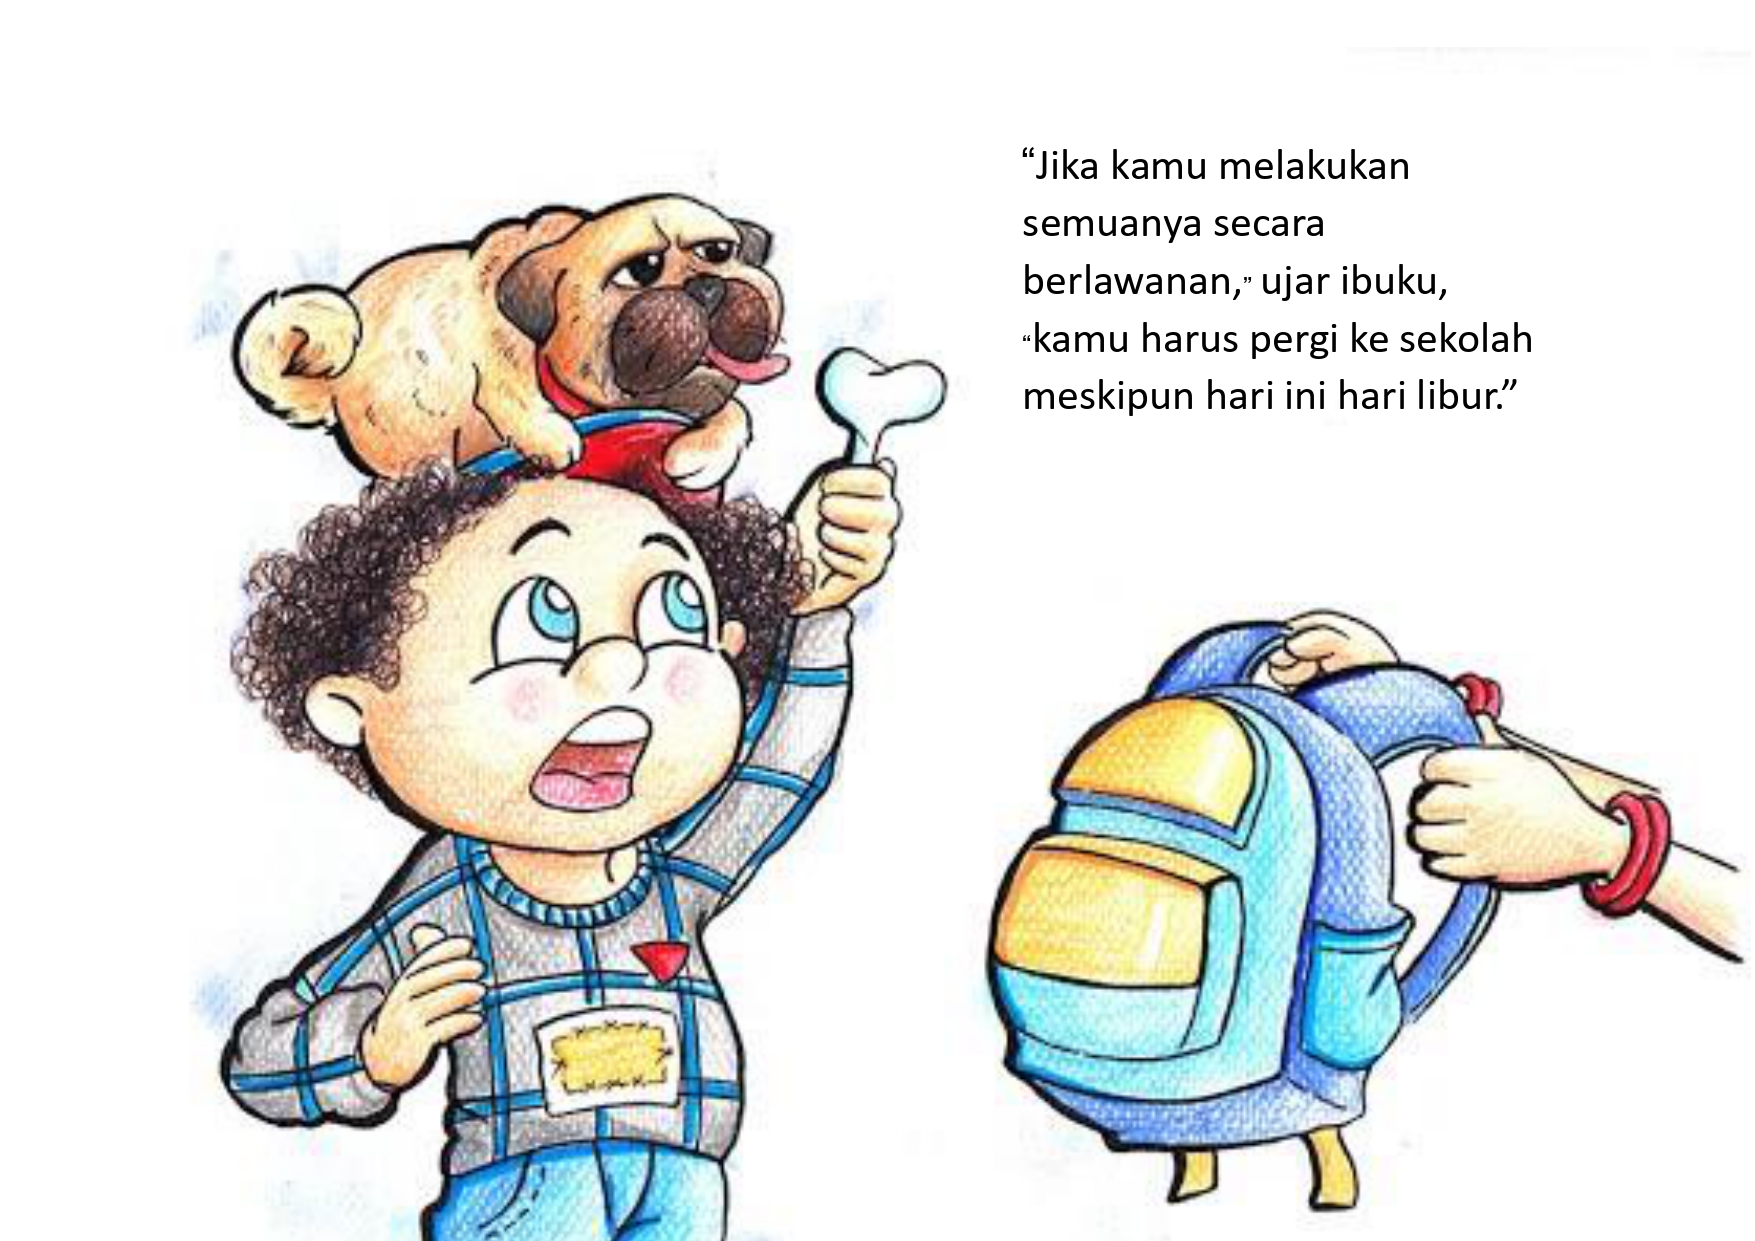 “Jika kamu melakukan
semuanya secara
berlawanan,” ujar ibuku,
“kamu harus pergi ke sekolah
meskipun hari ini hari libur.”